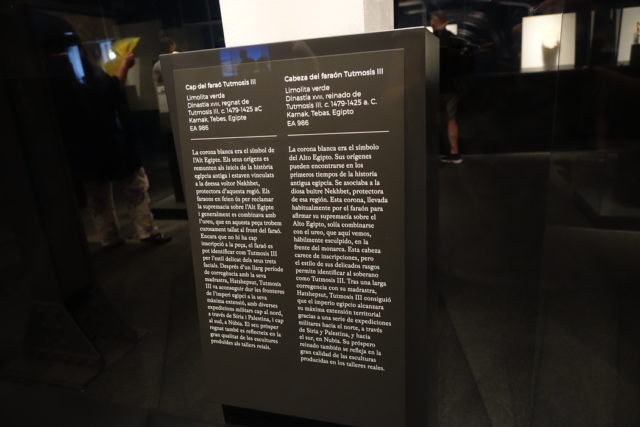 Cap del faraó Tutmosis III
Limolita verda
Dinastia XVIII, regnat de
Tutmosis III, c. 1479-1425 aC
Karnak, Tebas, Egipte
EA 986
La corona blanca era el símbol de
l'Alt Egipte. Els seus orígens es
remunten als inicis de la història
egípcia antiga i estaven vinculats
a la deessa voltor Nekhbet,
protectora d'aquesta regió. Els
faraons en feien ús per reclamar
la supremacia sobre l'Alt Egipte
i generalment es combinava amb
l'ureu, que en aquesta peça trobem
curosament tallat al front del faraó.
Encara que no hi ha cap
inscripció a la peça, el faraó es
pot identificar com Tutmosis III
per l'estil delicat dels seus trets
facials. Després d'un llarg període
de corregència amb la seva
madrastra, Hatshepsut, Tutmosis
III va aconseguir dur les fronteres
de l'imperi egipci a la seva
màxima extensió, amb diverses
expedicions militars cap al nord,
a través de Síria i Palestina, i cap
al sud, a Núbia. El seu pròsper
regnat també es reflecteix en la
gran qualitat de les escultures
produïdes als tallers reials.
Cabeza del faraón Tutmosis III
Limolita verde
Dinastía XVIII, reinado de
Tutmosis III, c. 1479-1425 a. C.
Karnak, Tebas, Egipto
EA 986
La corona blanca era el símbolo
del Alto Egipto. Sus orígenes
pueden encontrarse en los
primeros tiempos de la historia
antigua egipcia. Se asociaba a la
diosa buitre Nekhbet, protectora
de esa región. Esta corona, llevada
habitualmente por el faraón para
afirmar su supremacía sobre el
Alto Egipto, solía combinarse
con el ureo, que aquí vemos,
hábilmente esculpido, en la
frente del monarca. Esta cabeza
carece de inscripciones, pero
el estilo de sus delicados rasgos
permite identificar al soberano
como Tutmosis III. Tras una larga
corregencia con su madrastra,
Hatshepsut, Tutmosis III consiguió
que el imperio egipcio alcanzara
su máxima extensión territorial
gracias a una serie de expediciones
militares hacia el norte, a través
de Siria y Palestina, y hacia
el sur, en Nubia. Su próspero
reinado también se refleja en la
gran calidad de las esculturas
producidas en los talleres reales.